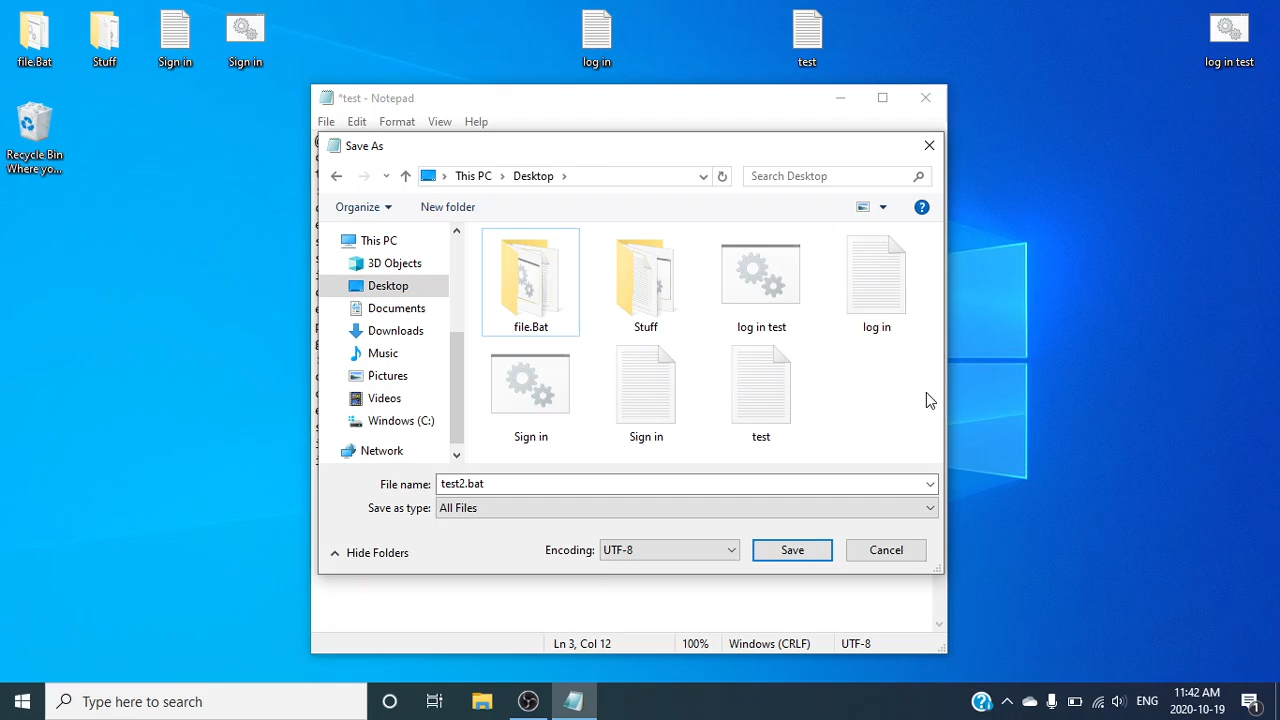 file.Bat
Stuff
Sign in
Sign in
log in
test
log in test
Recycle Bin
Where yo...
*test - Notepad
File Edit Format View Help
Save As
This PC > Desktop >
Search Desktop
Organize
New folder
This PC
3D Objects
Desktop
Documents
Downloads
Music
Pictures
Videos
Windows (C:)
Network
file.Bat
Stuff
log in test
log in
Sign in
Sign in
test
File name: test2.bat
Save as type: All Files
Hide Folders
Encoding: UTF-8
Save
Cancel
Ln 3, Col 12
100%
Windows (CRLF)
UTF-8
Type here to search
ENG
11:42 AM
2020-10-19
1